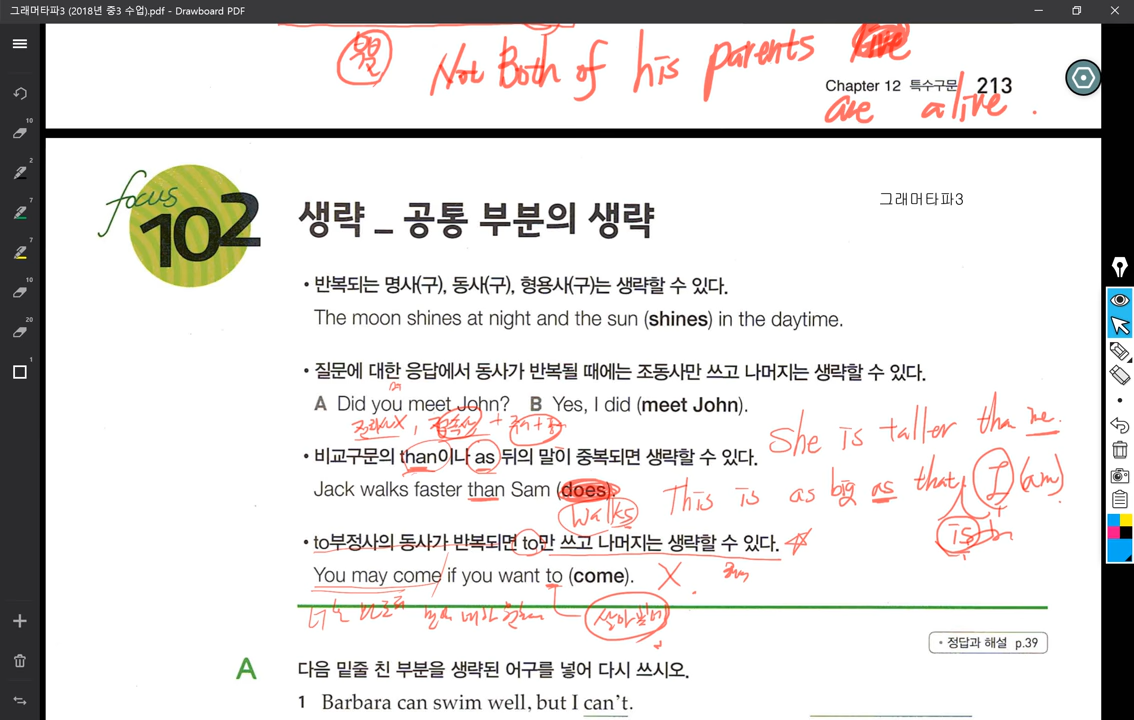 그래머타파3 (2018년 중3 수업).pdf - Drawboard PDF
Not Both of his parents
are alive.
Chapter 12 특수구문 213
focus 102
생략 _ 공통 부분의 생략
그래머타파3
• 반복되는 명사(구), 동사(구), 형용사(구)는 생략할 수 있다.
The moon shines at night and the sun (shines) in the daytime.
• 질문에 대한 응답에서 동사가 반복될 때에는 조동사만 쓰고 나머지는 생략할 수 있다.
A Did you meet John? B Yes, I did (meet John).
She is taller tha me.
• 비교구문의 than이나 as 뒤의 말이 중복되면 생략할 수 있다.
Jack walks faster than Sam (does).
walks
This is as big as that.
I (am)
is
• to부정사의 동사가 반복되면 to만 쓰고 나머지는 생략할 수 있다.
You may come if you want to (come).
X
• 정답과 해설 p.39
A 다음 밑줄 친 부분을 생략된 어구를 넣어 다시 쓰시오.
1 Barbara can swim well, but I can't.
10
2
7
7
10
20
1